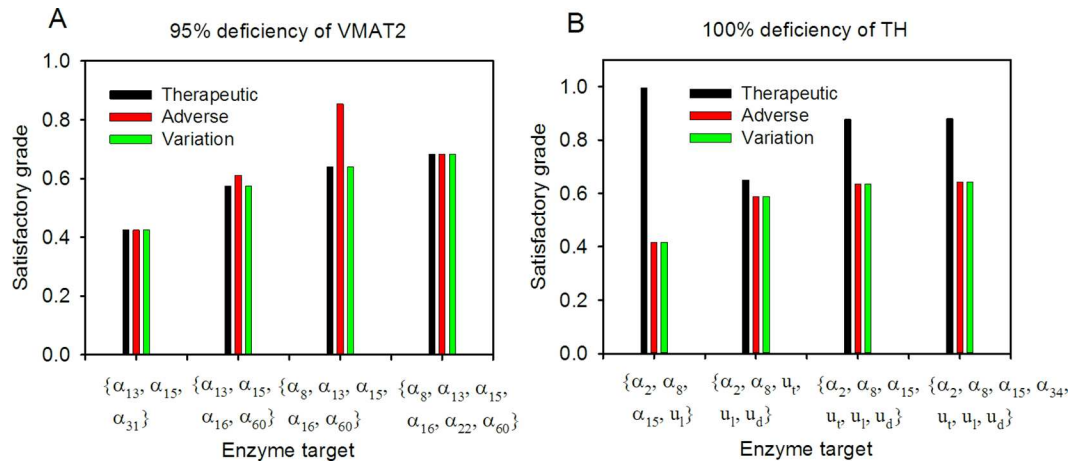 A
95% deficiency of VMAT2
1.0
0.8
0.6
0.4
0.2
0.0
Satisfactory grade
Therapeutic
Adverse
Variation
{α13, α15,
α31}
{α13, α15,
α16, α60}
{α8, α13, α15,
α16, α60}
{α8, α13, α15,
α16, α22, α60}
Enzyme target
B
100% deficiency of TH
1.0
0.8
0.6
0.4
0.2
0.0
Satisfactory grade
Therapeutic
Adverse
Variation
{α2, α8,
α15, ul}
{α2, α8, ut,
ul, ud}
{α2, α8, α15,
ut, ul, ud}
{α2, α8, α15, α34,
ut, ul, ud}
Enzyme target